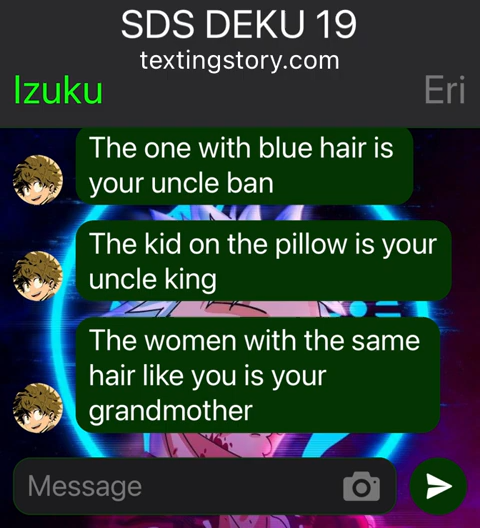 SDS DEKU 19
textingstory.com
Izuku
Eri
The one with blue hair is
your uncle ban
The kid on the pillow is your
uncle king
The women with the same
hair like you is your
grandmother
Message